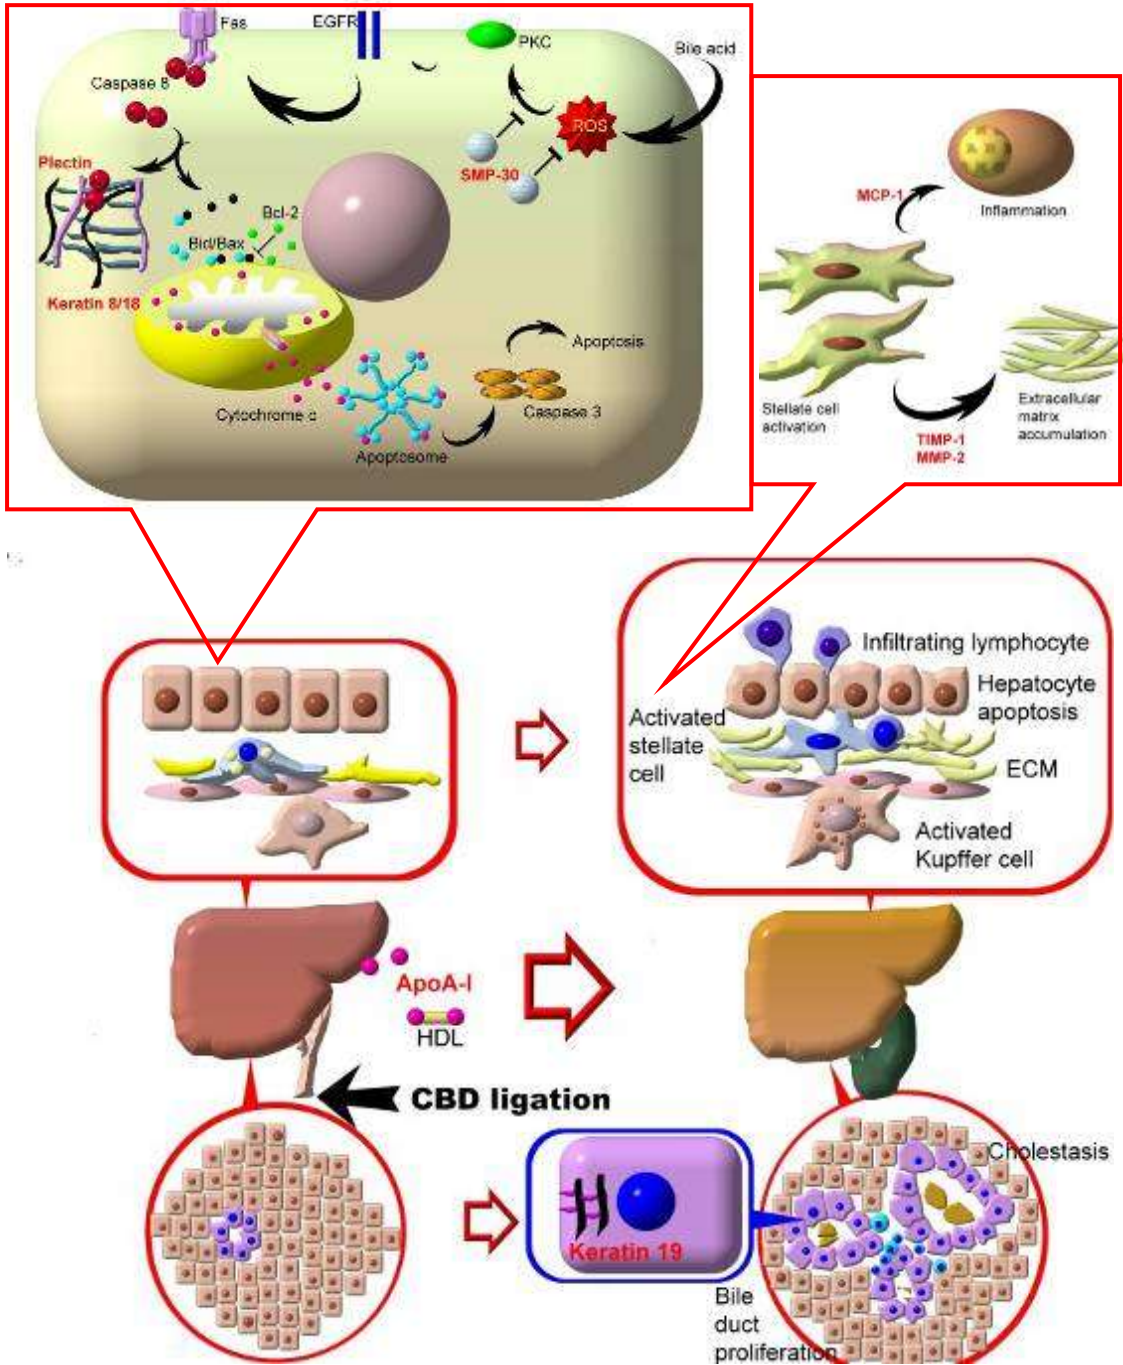 Fas
EGFR
PKC
Bile acid
Caspase 8
ROS
Plectin
SMP-30
Bcl-2
Bid/Bax
Keratin 8/18
Apoptosis
Cytochrome c
Caspase 3
Apoptosome
MCP-1
Inflammation
Stellate cell
activation
Extracellular
matrix
accumulation
TIMP-1
MMP-2
Infiltrating lymphocyte
Hepatocyte
apoptosis
Activated
stellate
cell
ECM
Activated
Kupffer cell
ApoA-I
HDL
CBD ligation
Cholestasis
Keratin 19
Bile
duct
proliferation